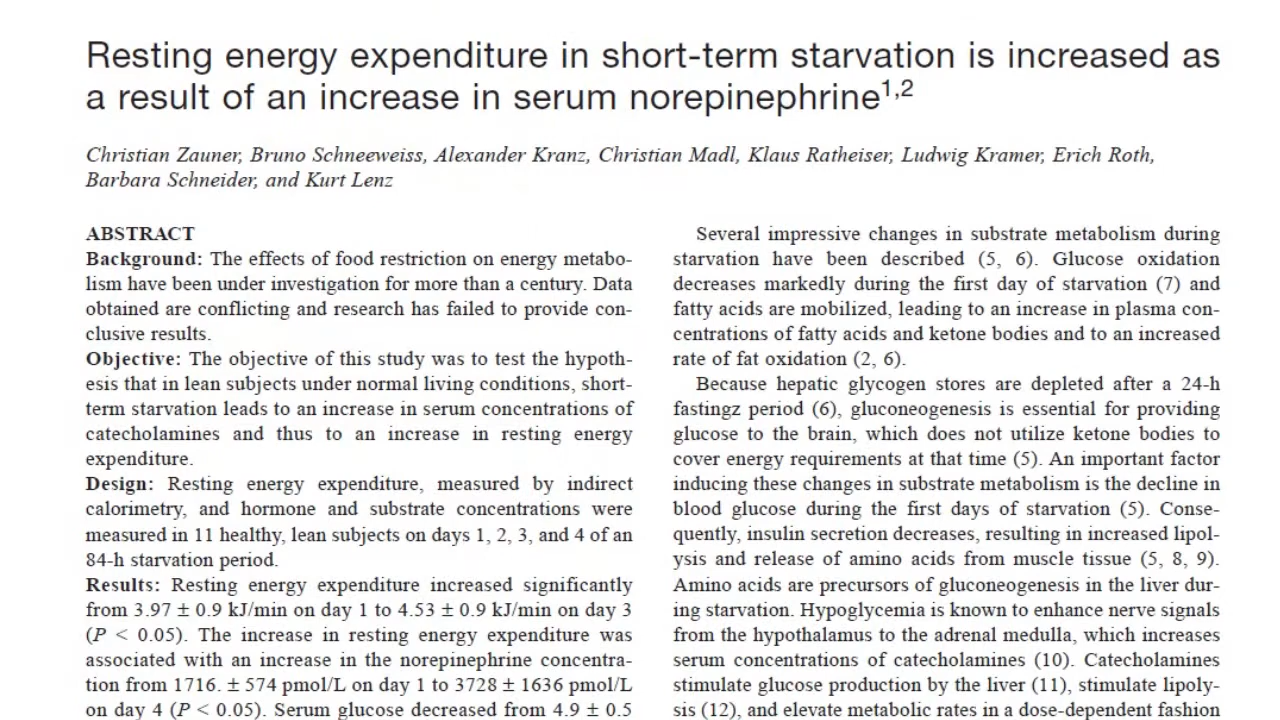 Resting energy expenditure in short-term starvation is increased as
a result of an increase in serum norepinephrine1,2
Christian Zauner, Bruno Schneeweiss, Alexander Kranz, Christian Madl, Klaus Ratheiser, Ludwig Kramer, Erich Roth,
Barbara Schneider, and Kurt Lenz
ABSTRACT
Background: The effects of food restriction on energy metabo-
lism have been under investigation for more than a century. Data
obtained are conflicting and research has failed to provide con-
clusive results.
Objective: The objective of this study was to test the hypoth-
esis that in lean subjects under normal living conditions, short-
term starvation leads to an increase in serum concentrations of
catecholamines and thus to an increase in resting energy
expenditure.
Design: Resting energy expenditure, measured by indirect
calorimetry, and hormone and substrate concentrations were
measured in 11 healthy, lean subjects on days 1, 2, 3, and 4 of an
84-h starvation period.
Results: Resting energy expenditure increased significantly
from 3.97 ± 0.9 kJ/min on day 1 to 4.53 ± 0.9 kJ/min on day 3
(P < 0.05). The increase in resting energy expenditure was
associated with an increase in the norepinephrine concentra-
tion from 1716. ± 574 pmol/L on day 1 to 3728 ± 1636 pmol/L
on day 4 (P < 0.05). Serum glucose decreased from 4.9 ± 0.5
Several impressive changes in substrate metabolism during
starvation have been described (5, 6). Glucose oxidation
decreases markedly during the first day of starvation (7) and
fatty acids are mobilized, leading to an increase in plasma con-
centrations of fatty acids and ketone bodies and to an increased
rate of fat oxidation (2, 6).
Because hepatic glycogen stores are depleted after a 24-h
fastingz period (6), gluconeogenesis is essential for providing
glucose to the brain, which does not utilize ketone bodies to
cover energy requirements at that time (5). An important factor
inducing these changes in substrate metabolism is the decline in
blood glucose during the first days of starvation (5). Conse-
quently, insulin secretion decreases, resulting in increased lipol-
ysis and release of amino acids from muscle tissue (5, 8, 9).
Amino acids are precursors of gluconeogenesis in the liver dur-
ing starvation. Hypoglycemia is known to enhance nerve signals
from the hypothalamus to the adrenal medulla, which increases
serum concentrations of catecholamines (10). Catecholamines
stimulate glucose production by the liver (11), stimulate lipoly-
sis (12), and elevate metabolic rates in a dose-dependent fashion